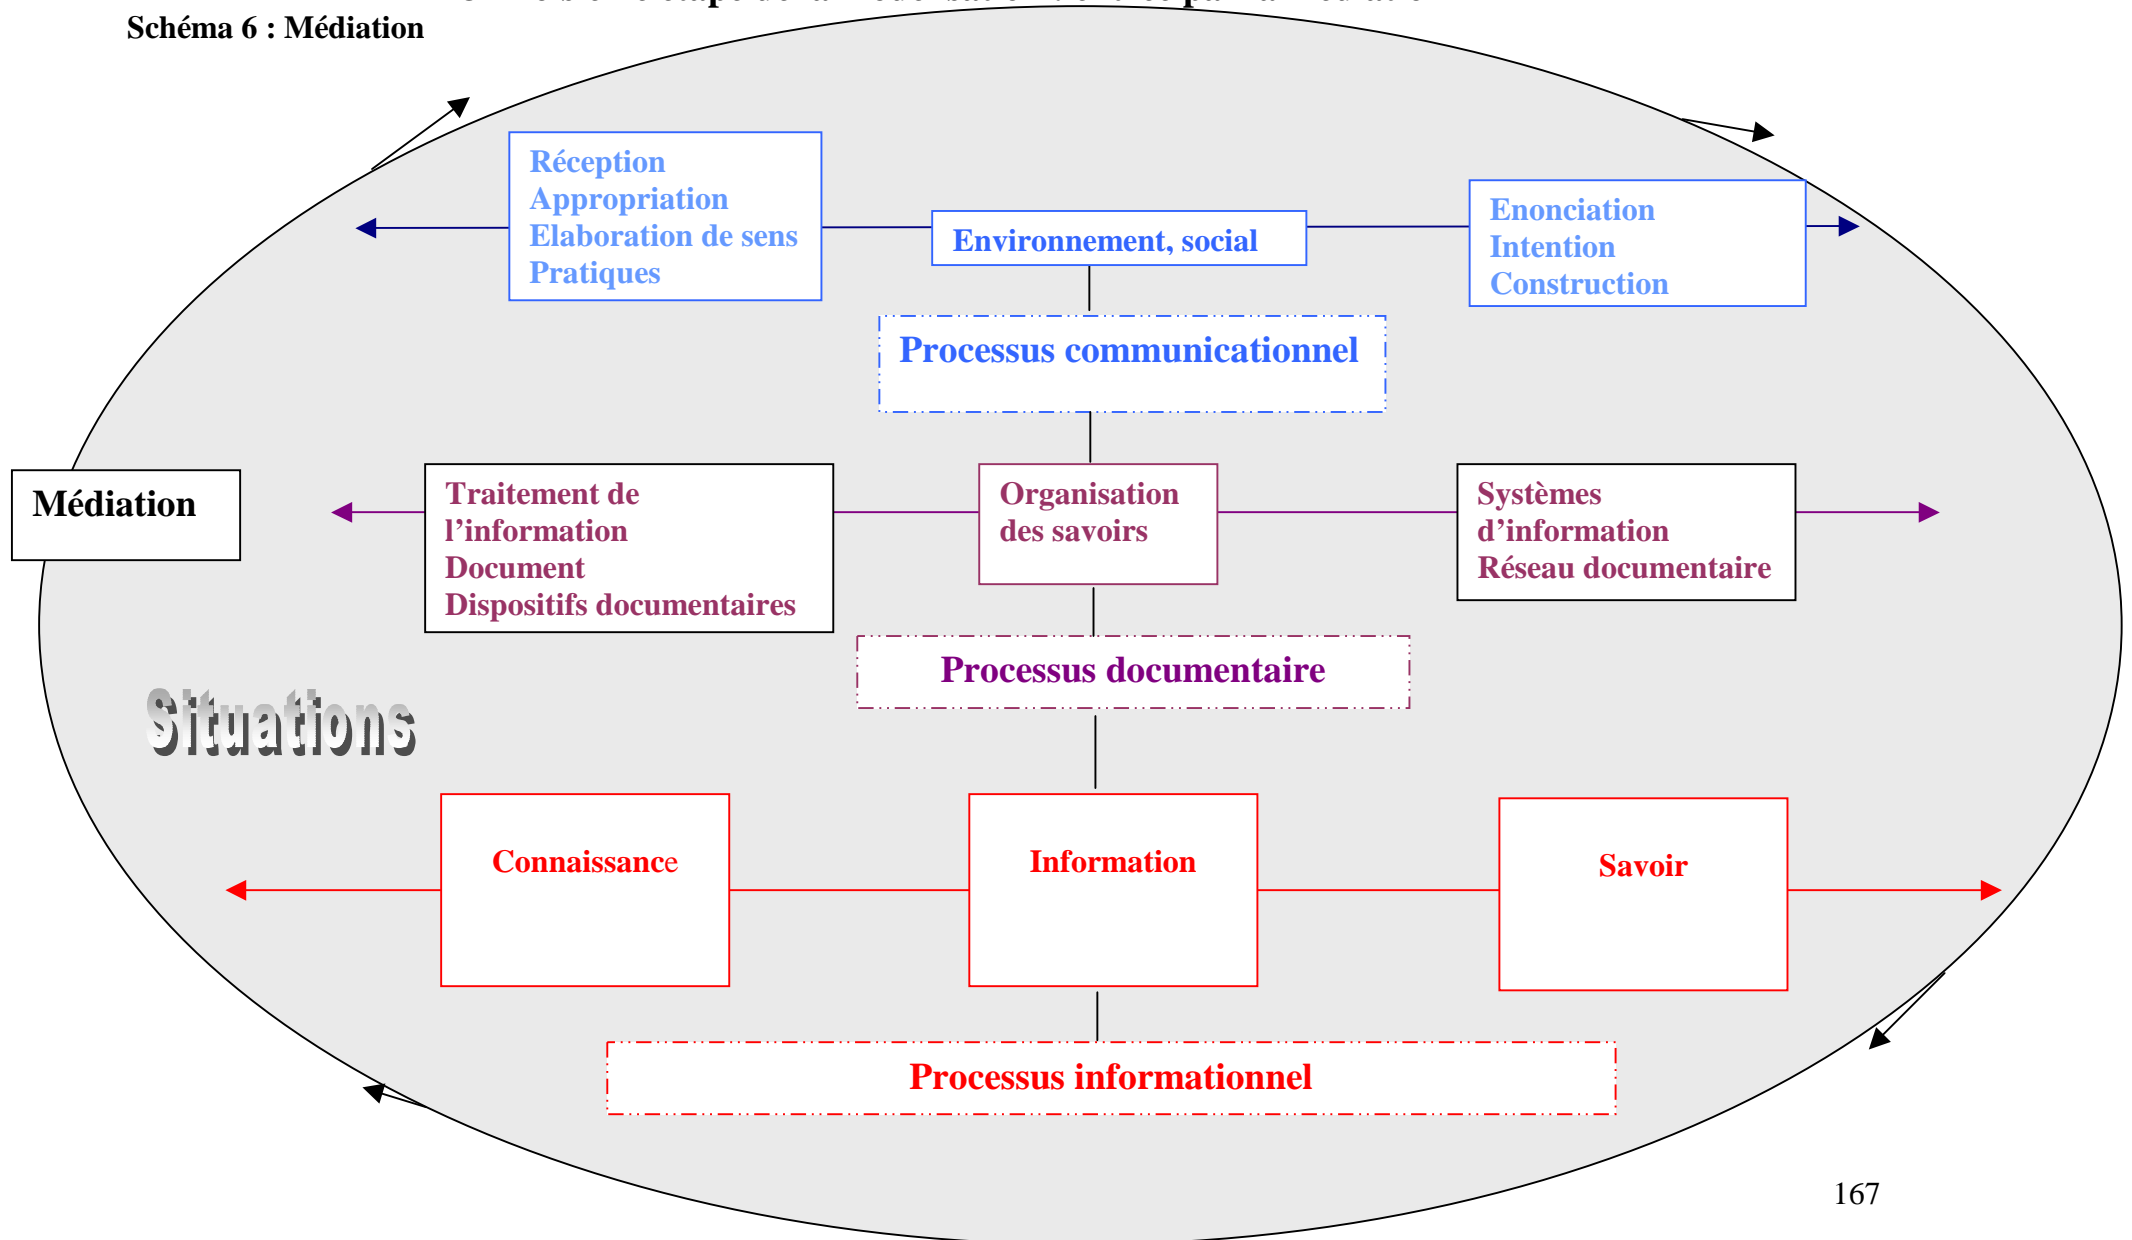 Schéma 6 : Médiation
Réception
Appropriation
Elaboration de sens
Pratiques
Environnement, social
Enonciation
Intention
Construction
Processus communicationnel
Médiation
Traitement de
l’information
Document
Dispositifs documentaires
Organisation
des savoirs
Systèmes
d’information
Réseau documentaire
Processus documentaire
Situations
Connaissance
Information
Savoir
Processus informationnel
167